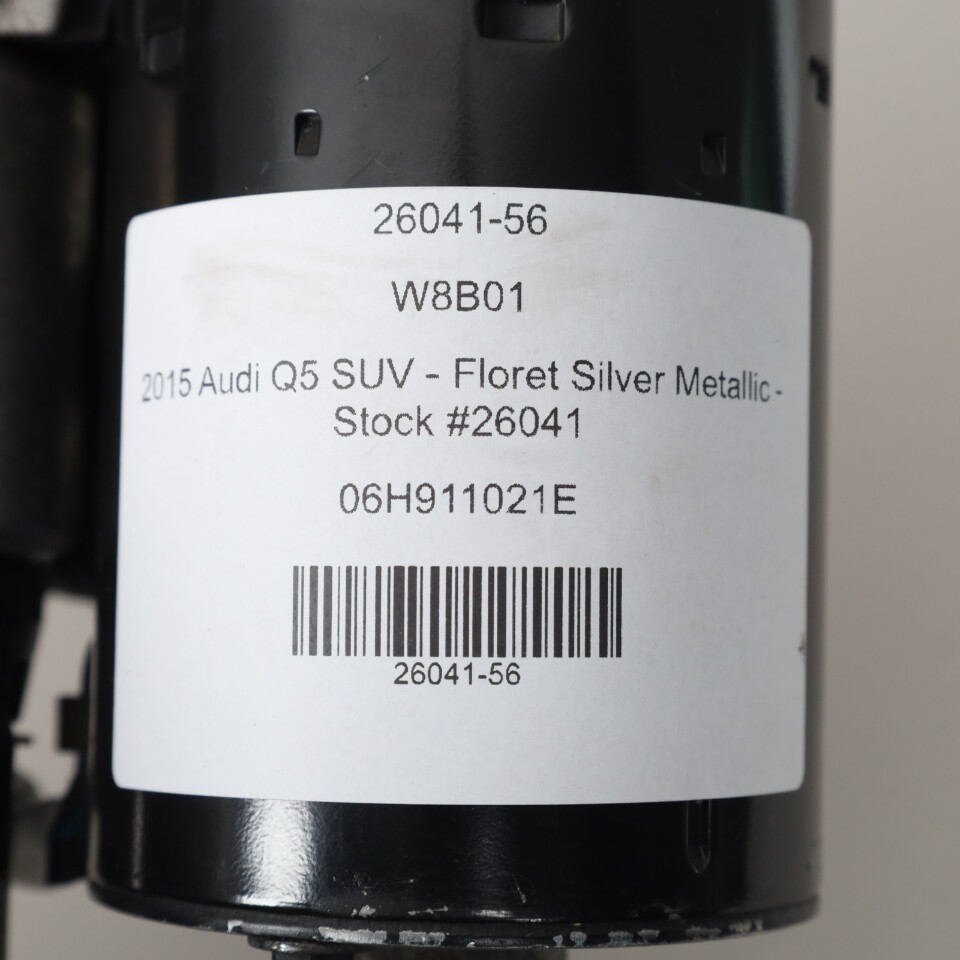 26041-56
W8B01
2015 Audi Q5 SUV - Floret Silver Metallic -
Stock #26041
06H911021E
26041-56